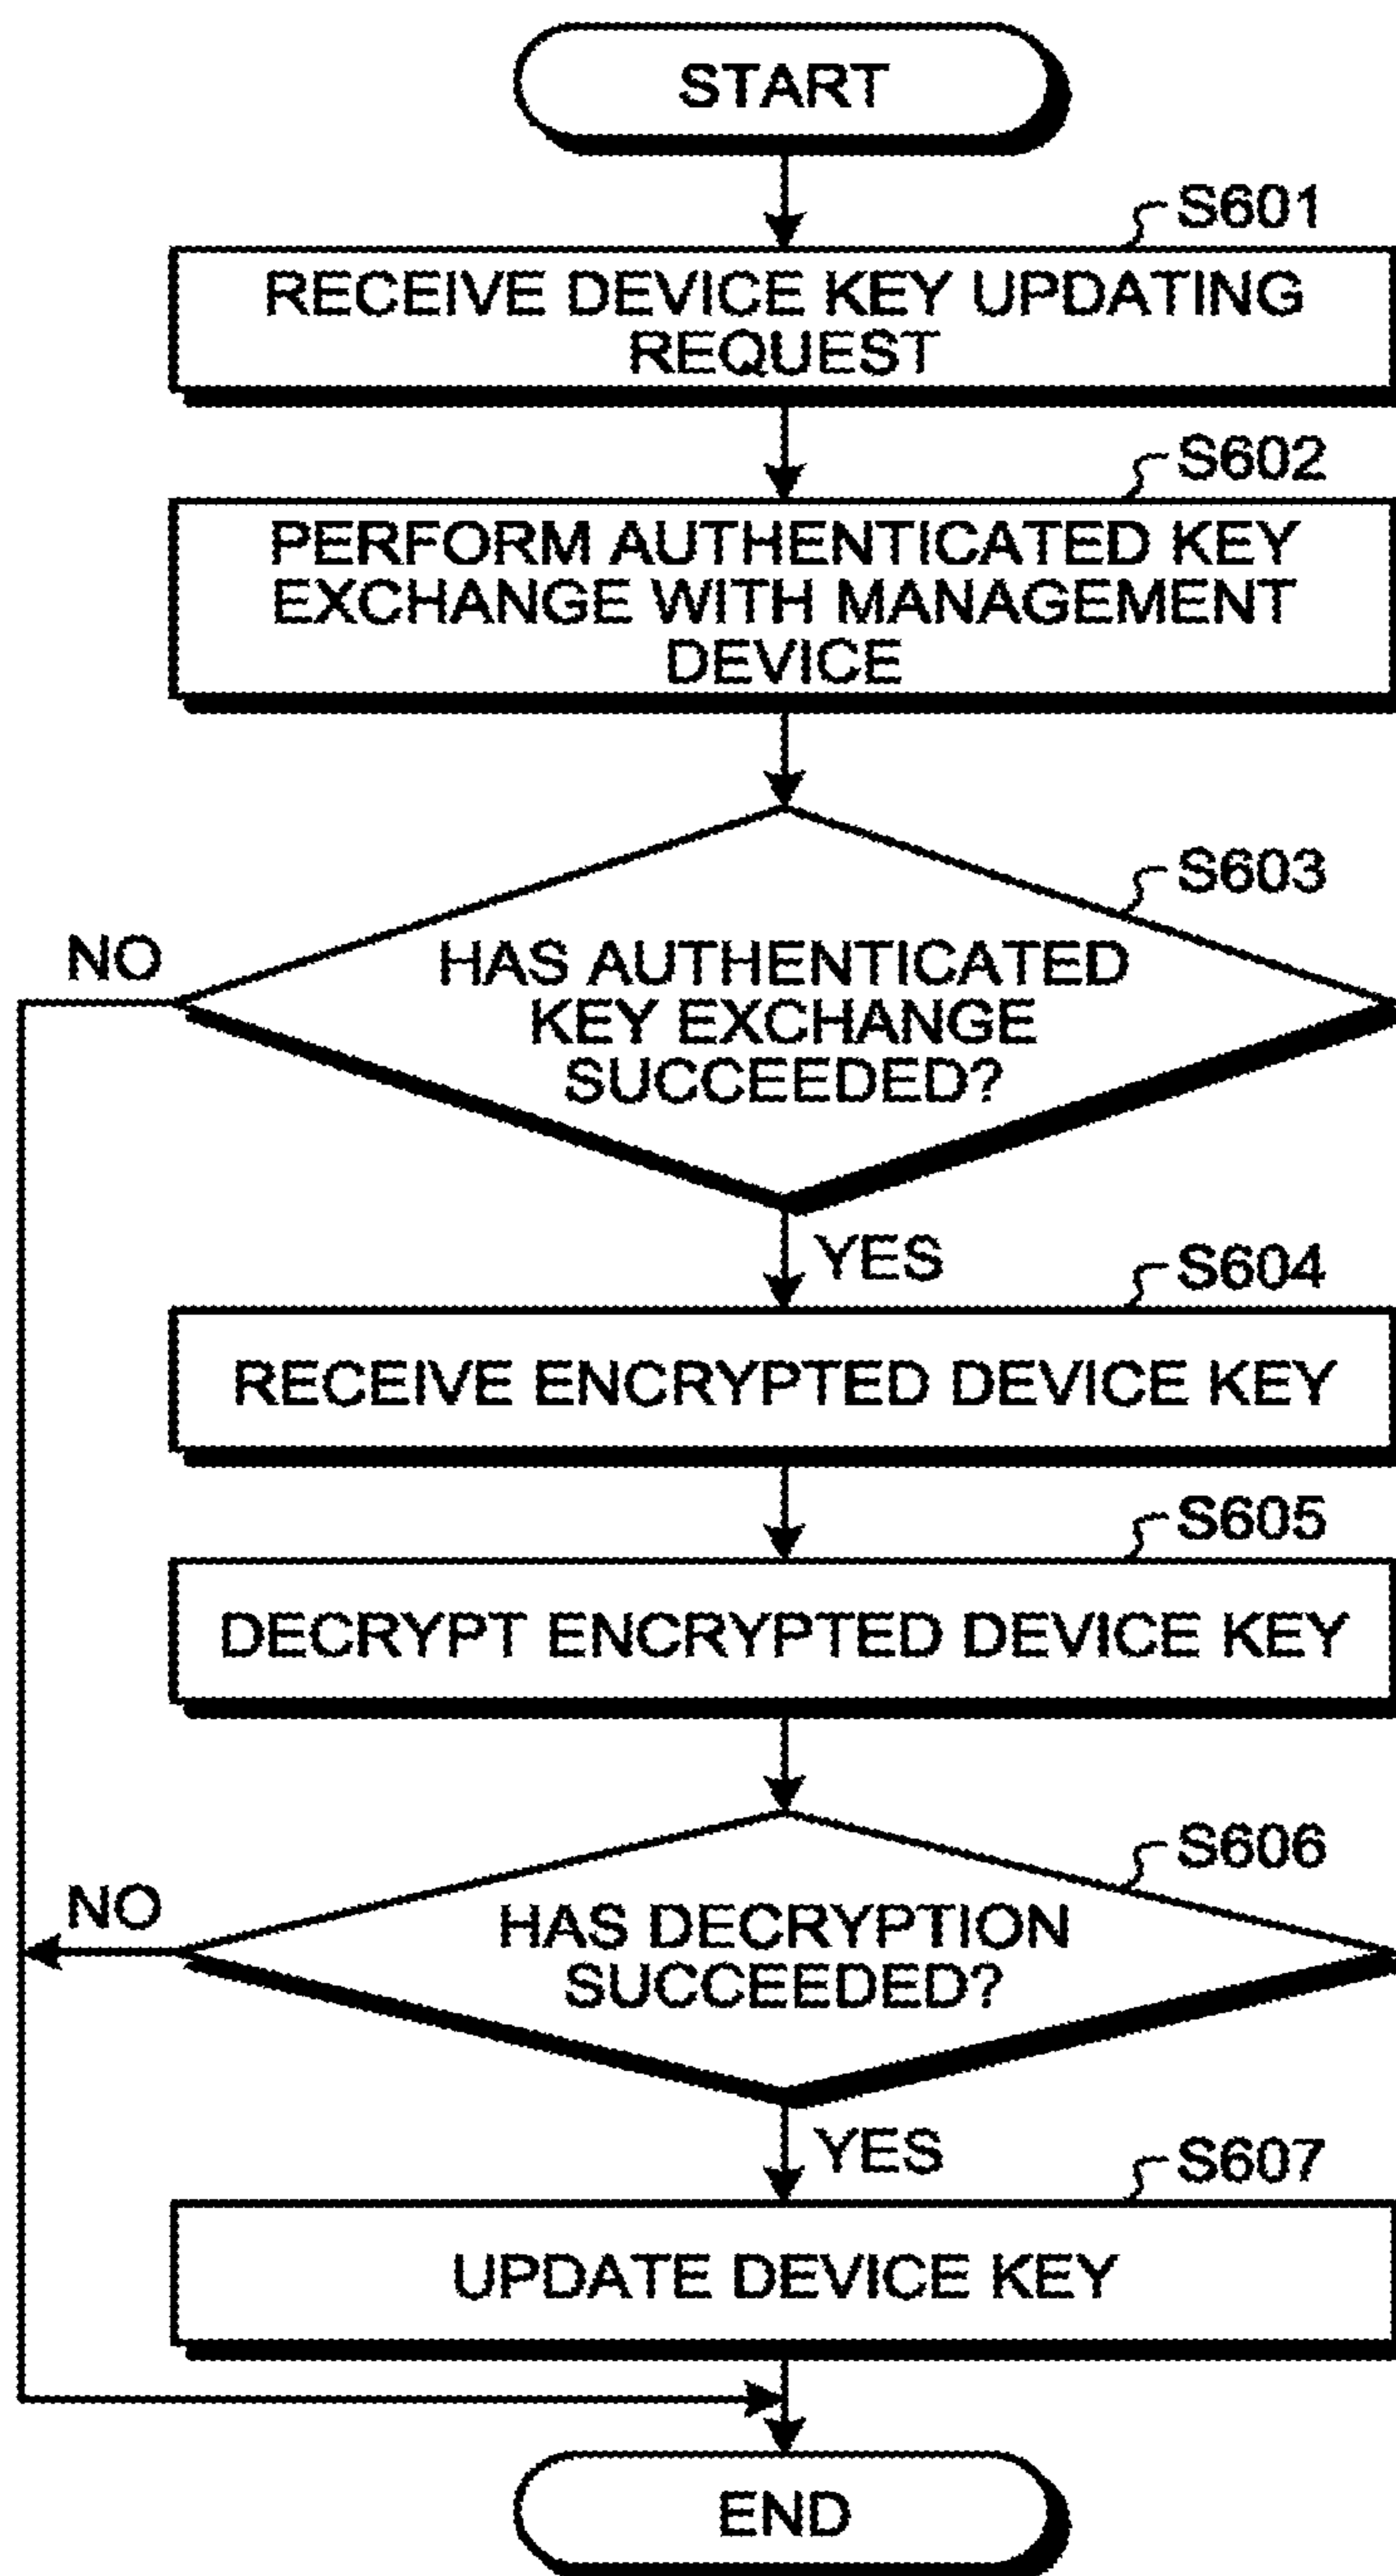 START
S601
RECEIVE DEVICE KEY UPDATING
REQUEST
S602
PERFORM AUTHENTICATED KEY
EXCHANGE WITH MANAGEMENT
DEVICE
S603
NO
HAS AUTHENTICATED
KEY EXCHANGE
SUCCEEDED?
YES
S604
RECEIVE ENCRYPTED DEVICE KEY
S605
DECRYPT ENCRYPTED DEVICE KEY
S606
NO
HAS DECRYPTION
SUCCEEDED?
YES
S607
UPDATE DEVICE KEY
END